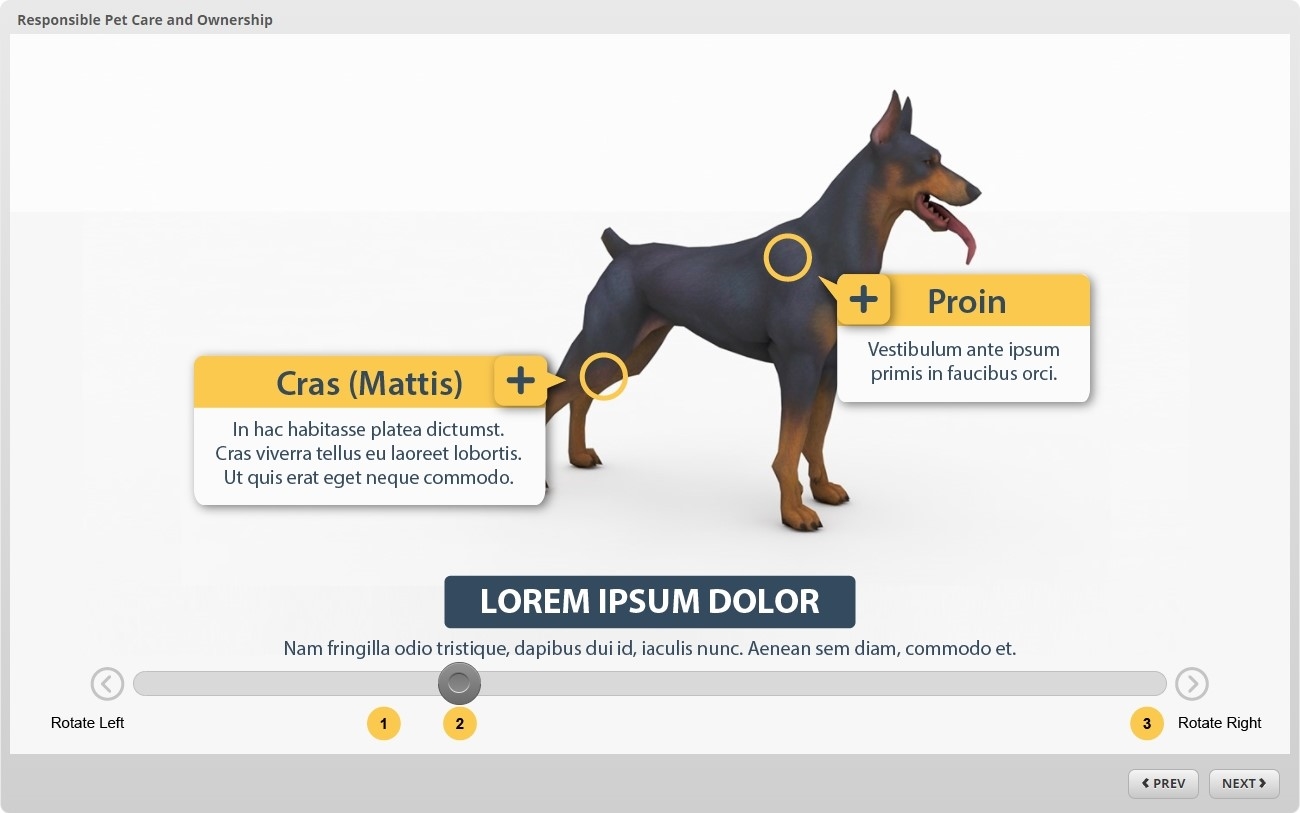 Responsible Pet Care and Ownership
Proin
Vestibulum ante ipsum
primis in faucibus orci.
Cras (Mattis)
In hac habitasse platea dictumst.
Cras viverra tellus eu laoreet lobortis.
Ut quis erat eget neque commodo.
LOREM IPSUM DOLOR
Nam fringilla odio tristique, dapibus dui id, iaculis nunc. Aenean sem diam, commodo et.
Rotate Left
1
2
3
Rotate Right
PREV
NEXT